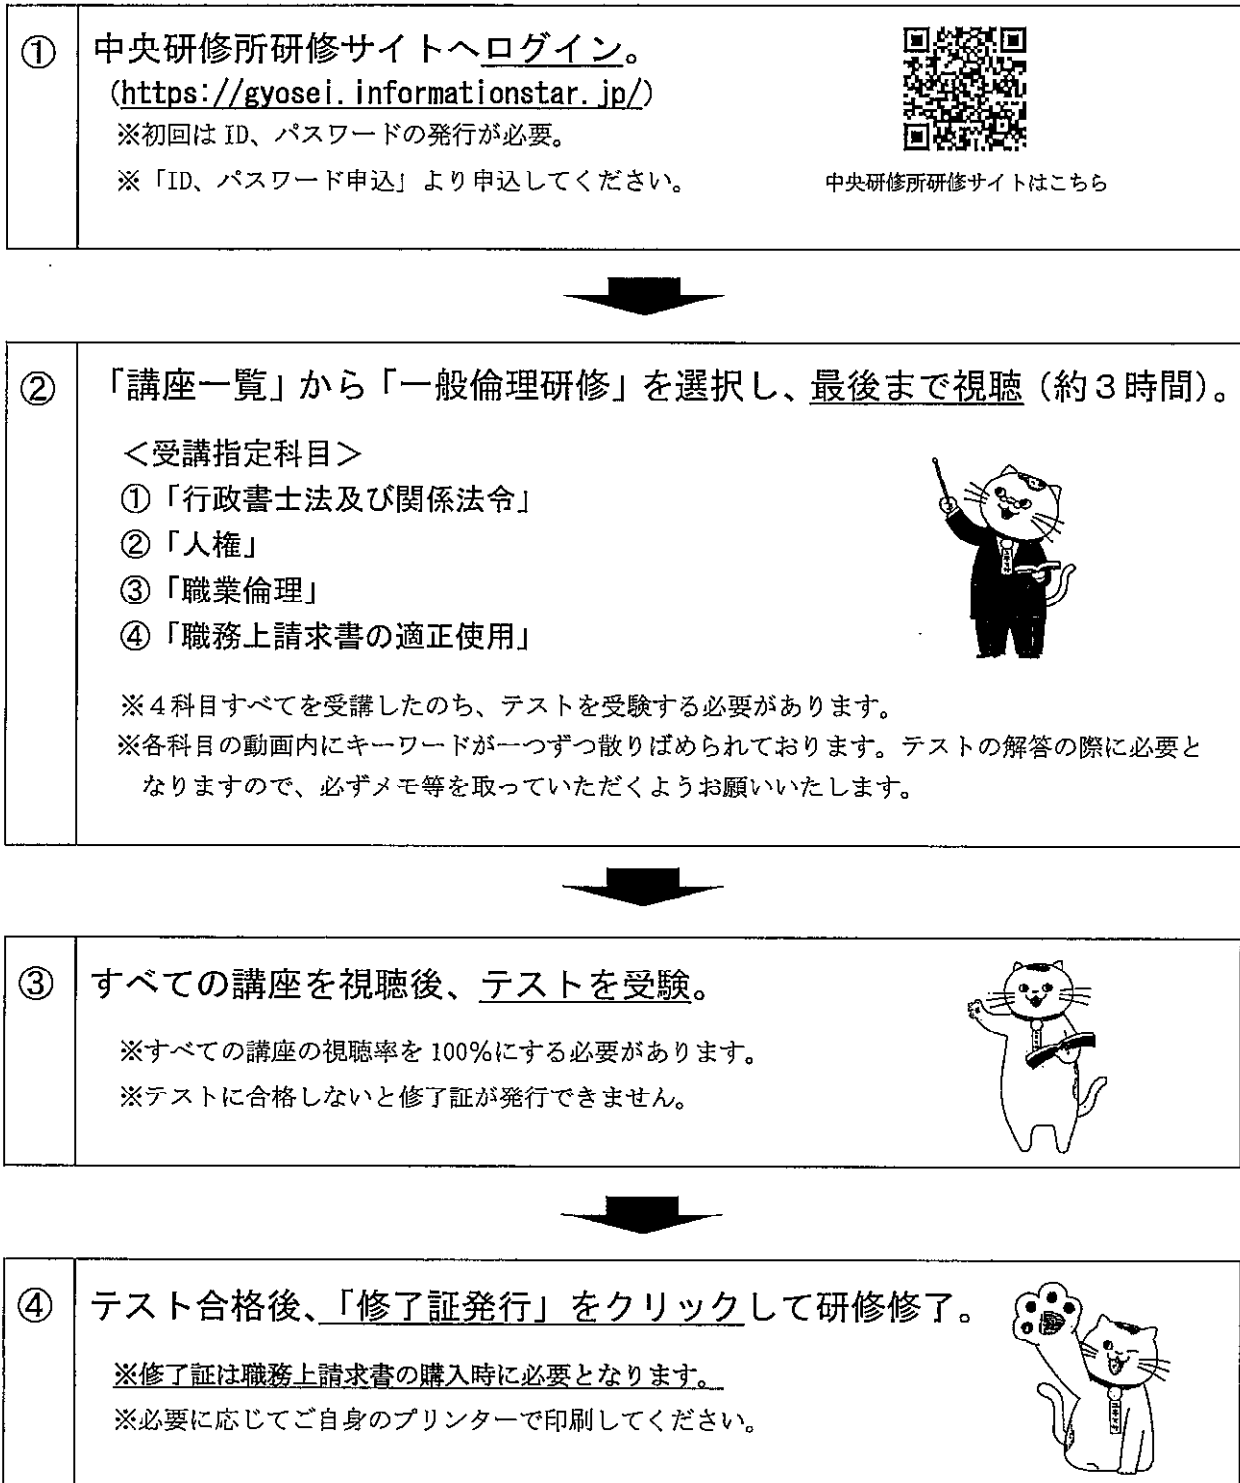 ①
中央研修所研修サイトへログイン。
(https://gyosei.informationstar.jp/)
※初回は ID、パスワードの発行が必要。
※「ID、パスワード申込」より申込してください。
中央研修所研修サイトはこちら
②
「講座一覧」から「一般倫理研修」を選択し、最後まで視聴（約３時間）。
＜受講指定科目＞
①「行政書士法及び関係法令」
②「人権」
③「職業倫理」
④「職務上請求書の適正使用」
※４科目すべてを受講したのち、テストを受験する必要があります。
※各科目の動画内にキーワードが一つずつ散りばめられております。テストの解答の際に必要と
なりますので、必ずメモ等を取っていただくようお願いいたします。
③
すべての講座を視聴後、テストを受験。
※すべての講座の視聴率を 100％にする必要があります。
※テストに合格しないと修了証が発行できません。
④
テスト合格後、「修了証発行」をクリックして研修修了。
※修了証は職務上請求書の購入時に必要となります。
※必要に応じてご自身のプリンターで印刷してください。